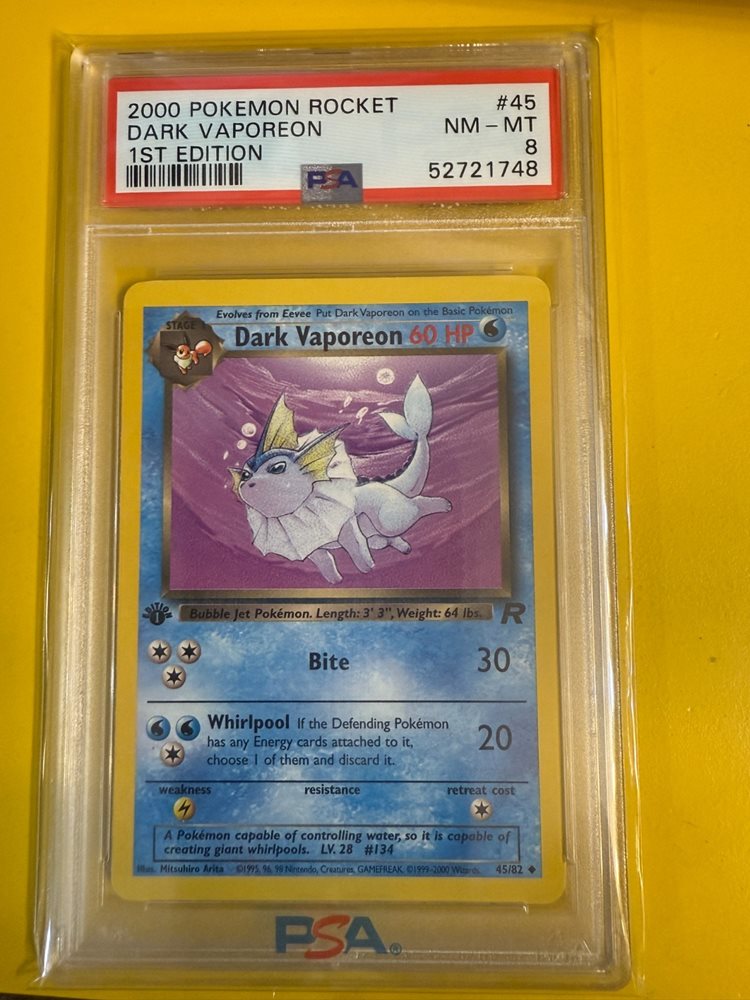 2000 POKEMON ROCKET #45
DARK VAPOREON NM - MT
1ST EDITION 8
52721748
PSA
Evolves from Eevee Put Dark Vaporeon on the Basic Pokémon
STAGE 1
Dark Vaporeon 60 HP
EDITION
1
Bubble Jet Pokémon. Length: 3' 3", Weight: 64 lbs.
R
Bite 30
Whirlpool If the Defending Pokémon
has any Energy cards attached to it,
choose 1 of them and discard it.
20
weakness resistance retreat cost
A Pokémon capable of controlling water, so it is capable of
creating giant whirlpools. LV. 28 #134
Illus. Mitsuhiro Arita ©1995, 96, 98 Nintendo, Creatures, GAMEFREAK. ©1999-2000 Wizards. 45/82
PSA®